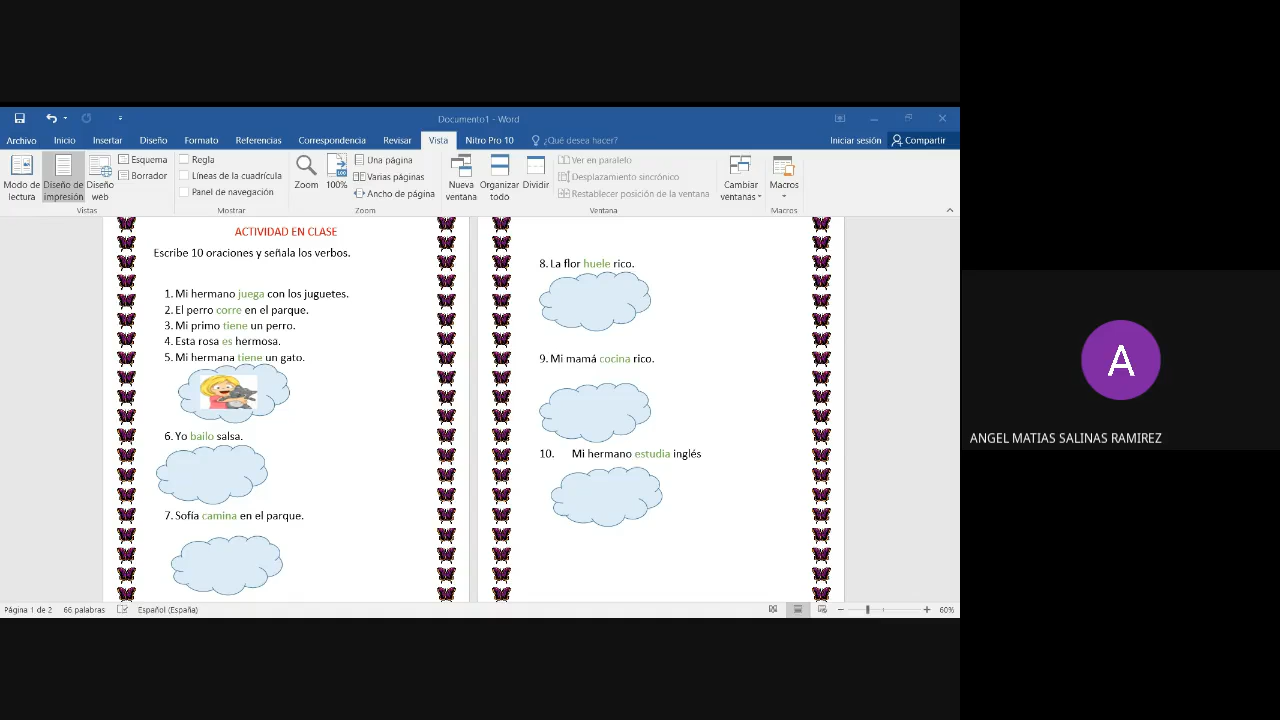 Documento1 - Word
Archivo Inicio Insertar Diseño Formato Referencias Correspondencia Revisar Vista Nitro Pro 10 ¿Qué desea hacer? Iniciar sesión Compartir
Modo de lectura
Diseño de impresión
Diseño web
Esquema
Borrador
Vistas
Regla
Líneas de la cuadrícula
Panel de navegación
Mostrar
Zoom
100%
Una página
Varias páginas
Ancho de página
Zoom
Nueva ventana
Organizar todo
Dividir
Ver en paralelo
Desplazamiento sincrónico
Restablecer posición de la ventana
Ventana
Cambiar ventanas
Macros
Macros
ACTIVIDAD EN CLASE
Escribe 10 oraciones y señala los verbos.
1. Mi hermano juega con los juguetes.
2. El perro corre en el parque.
3. Mi primo tiene un perro.
4. Esta rosa es hermosa.
5. Mi hermana tiene un gato.
6. Yo bailo salsa.
7. Sofía camina en el parque.
8. La flor huele rico.
9. Mi mamá cocina rico.
10. Mi hermano estudia inglés
Página 1 de 2 66 palabras Español (España) 60%
A
ANGEL MATIAS SALINAS RAMIREZ